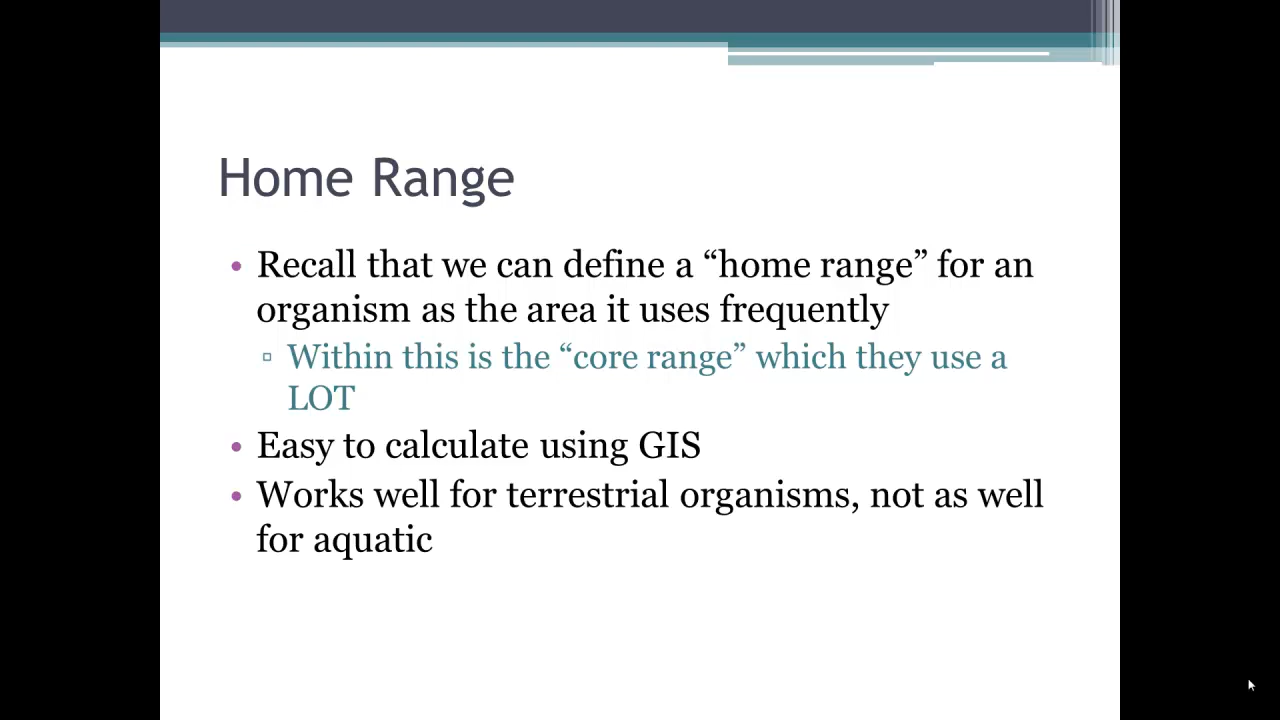 Home Range
• Recall that we can define a “home range” for an
organism as the area it uses frequently
▫ Within this is the “core range” which they use a
LOT
• Easy to calculate using GIS
• Works well for terrestrial organisms, not as well
for aquatic